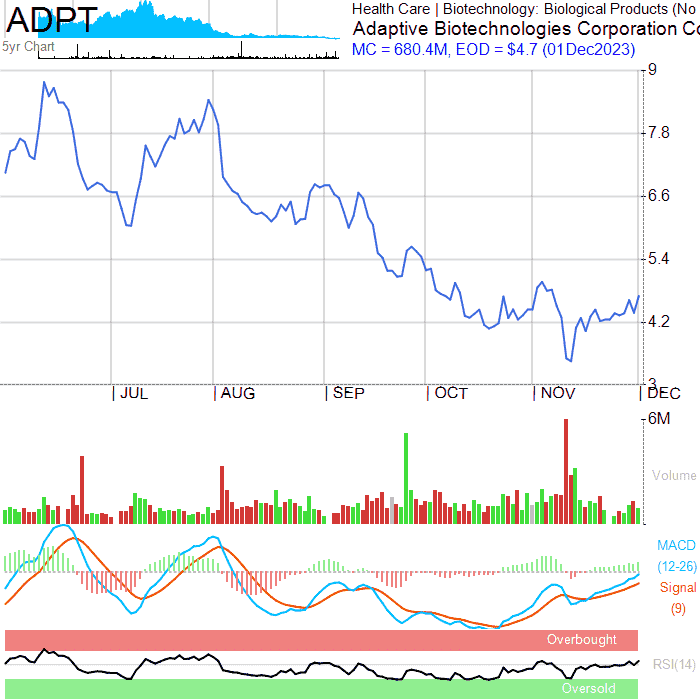 ADPT
5yr Chart
Health Care | Biotechnology: Biological Products (No
Adaptive Biotechnologies Corporation Co
MC = 680.4M, EOD = $4.7 (01Dec2023)
9
7.8
6.6
5.4
4.2
3
JUL
AUG
SEP
OCT
NOV
DEC
6M
Volume
MACD
(12-26)
Signal
(9)
Overbought
RSI(14)
Oversold